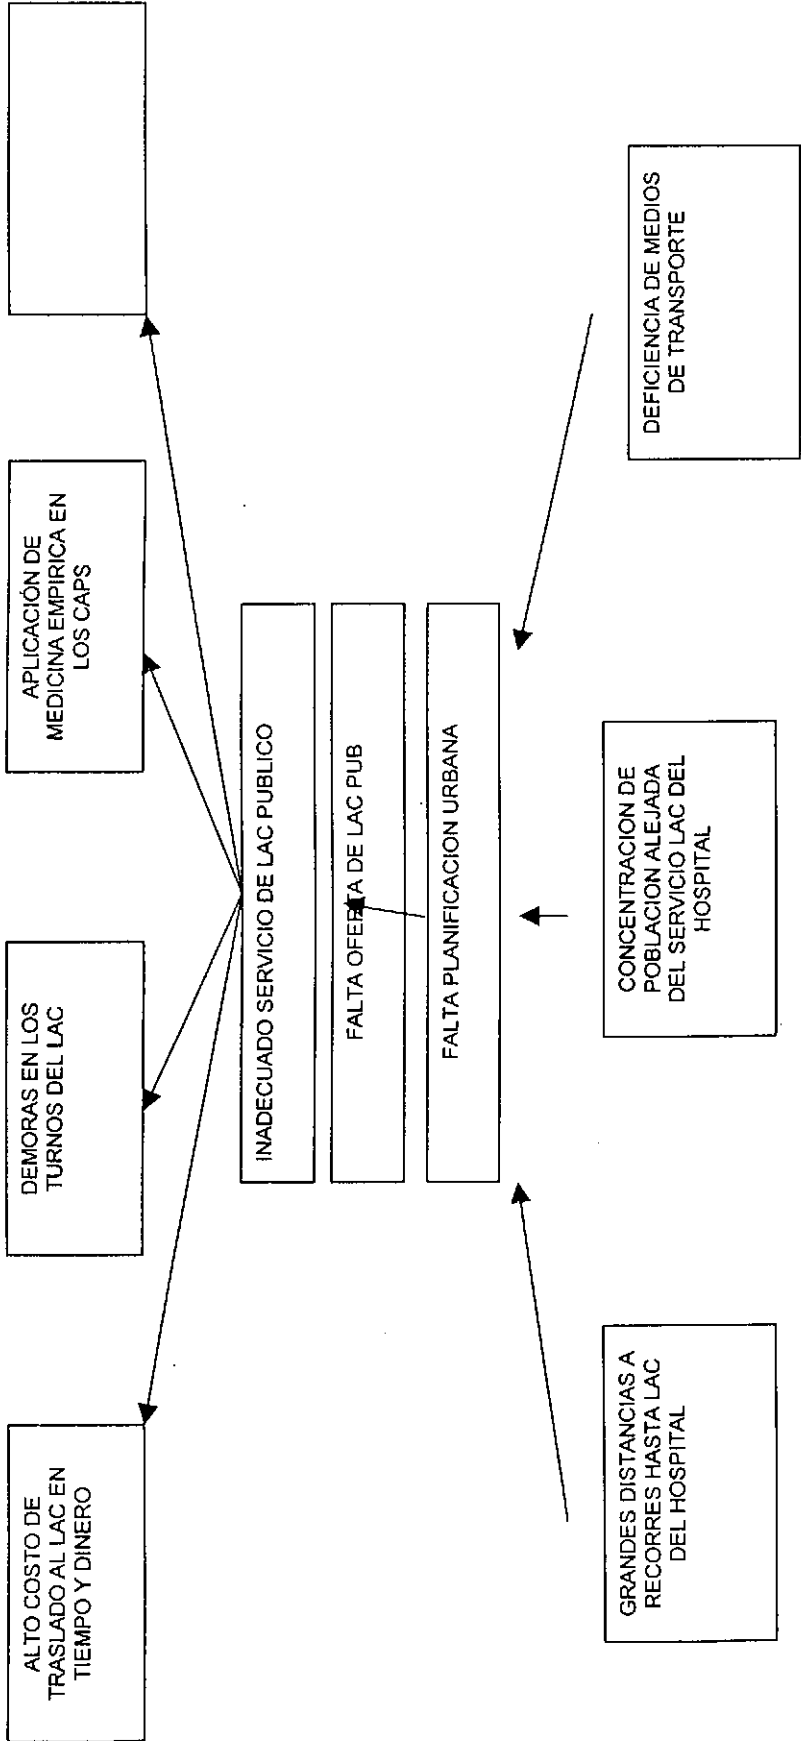 ALTO COSTO DE
TRASLADO AL LAC EN
TIEMPO Y DINERO
DEMORAS EN LOS
TURNOS DEL LAC
APLICACIÓN DE
MEDICINA EMPIRICA EN
LOS CAPS
INADECUADO SERVICIO DE LAC PUBLICO
FALTA OFERTA DE LAC PUB
FALTA PLANIFICACION URBANA
GRANDES DISTANCIAS A
RECORRES HASTA LAC
DEL HOSPITAL
CONCENTRACION DE
POBLACION ALEJADA
DEL SERVICIO LAC DEL
HOSPITAL
DEFICIENCIA DE MEDIOS
DE TRANSPORTE